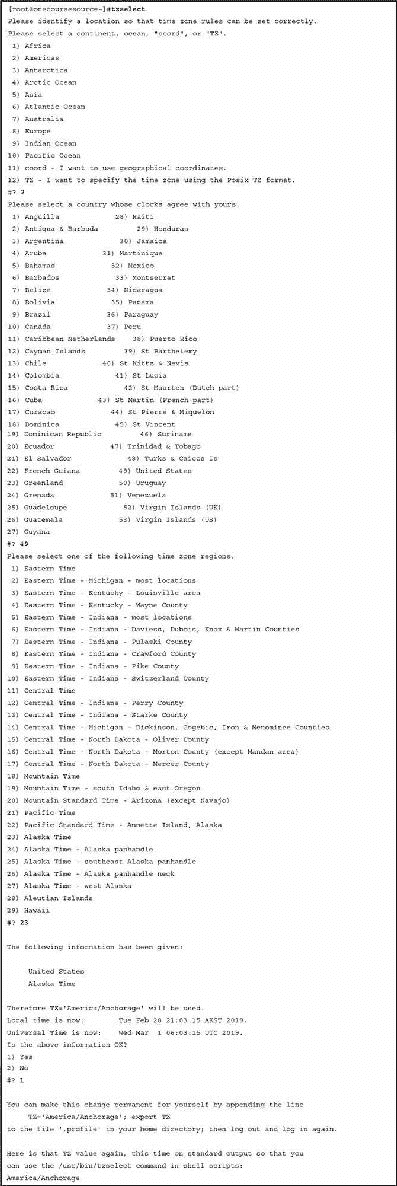 [root@orcoursesource~]#tzselect
Please identify a location so that time zone rules can be set correctly.
Please select a continent, ocean, "coord", or "TZ".
1) Africa
2) Americas
3) Antarctica
4) Arctic Ocean
5) Asia
6) Atlantic Ocean
7) Australia
8) Europe
9) Indian Ocean
10) Pacific Ocean
11) coord - I want to use geographical coordinates.
12) TZ - I want to specify the time zone using the Posix TZ format.
#? 2
Please select a country whose clocks agree with yours.
1) Anguilla 28) Haiti
2) Antigua & Barbuda 29) Honduras
3) Argentina 30) Jamaica
4) Aruba 31) Martinique
5) Bahamas 32) Mexico
6) Barbados 33) Montserrat
7) Belize 34) Nicaragua
8) Bolivia 35) Panama
9) Brazil 36) Paraguay
10) Canada 37) Peru
11) Caribbean Netherlands 38) Puerto Rico
12) Cayman Islands 39) St Barthelemy
13) Chile 40) St Kitts & Nevis
14) Colombia 41) St Lucia
15) Costa Rica 42) St Maarten (Dutch part)
16) Cuba 43) St Martin (French part)
17) Curacao 44) St Pierre & Miquelon
18) Dominica 45) St Vincent
19) Dominican Republic 46) Suriname
20) Ecuador 47) Trinidad & Tobago
21) El Salvador 48) Turks & Caicos Is
22) French Guiana 49) United States
23) Greenland 50) Uruguay
24) Grenada 51) Venezuela
25) Guadeloupe 52) Virgin Islands (UK)
26) Guatemala 53) Virgin Islands (US)
27) Guyana
#? 49
Please select one of the following time zone regions.
1) Eastern Time
2) Eastern Time - Michigan - most locations
3) Eastern Time - Kentucky - Louisville area
4) Eastern Time - Kentucky - Wayne County
5) Eastern Time - Indiana - most locations
6) Eastern Time - Indiana - Daviess, Dubois, Knox & Martin Counties
7) Eastern Time - Indiana - Pulaski County
8) Eastern Time - Indiana - Crawford County
9) Eastern Time - Indiana - Pike County
10) Eastern Time - Indiana - Switzerland County
11) Central Time
12) Central Time - Indiana - Perry County
13) Central Time - Indiana - Starke County
14) Central Time - Michigan - Dickinson, Gogebic, Iron & Menominee Counties
15) Central Time - North Dakota - Oliver County
16) Central Time - North Dakota - Morton County (except Mandan area)
17) Central Time - North Dakota - Mercer County
18) Mountain Time
19) Mountain Time - south Idaho & east Oregon
20) Mountain Standard Time - Arizona (except Navajo)
21) Pacific Time
22) Pacific Standard Time - Annette Island, Alaska
23) Alaska Time
24) Alaska Time - Alaska panhandle
25) Alaska Time - southeast Alaska panhandle
26) Alaska Time - Alaska panhandle neck
27) Alaska Time - west Alaska
28) Aleutian Islands
29) Hawaii
#? 23
The following information has been given:
United States
Alaska Time
Therefore TZ='America/Anchorage' will be used.
Local time is now: Tue Feb 28 21:03:15 AKST 2019.
Universal Time is now: Wed Mar 1 06:03:15 UTC 2019.
Is the above information OK?
1) Yes
2) No
#? 1
You can make this change permanent for yourself by appending the line
TZ='America/Anchorage'; export TZ
to the file '.profile' in your home directory; then log out and log in again.
Here is that TZ value again, this time on standard output so that you
can use the /usr/bin/tzselect command in shell scripts:
America/Anchorage